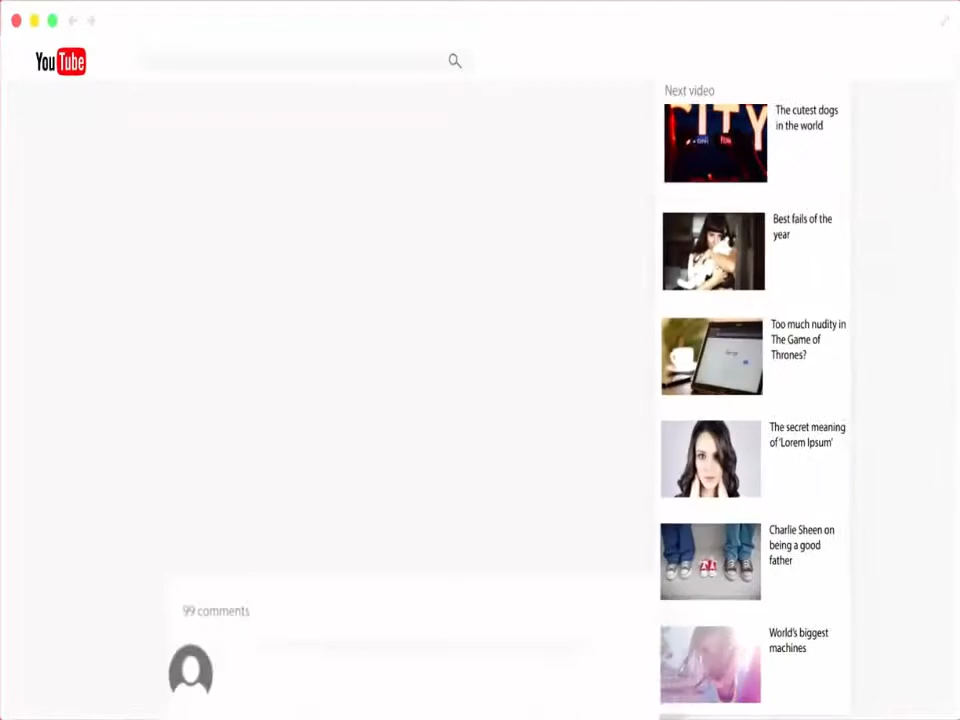 YouTube
Next video
CITY
The cutest dogs
in the world
Best fails of the
year
Too much nudity in
The Game of
Thrones?
The secret meaning
of 'Lorem Ipsum'
Charlie Sheen on
being a good
father
World's biggest
machines
99 comments